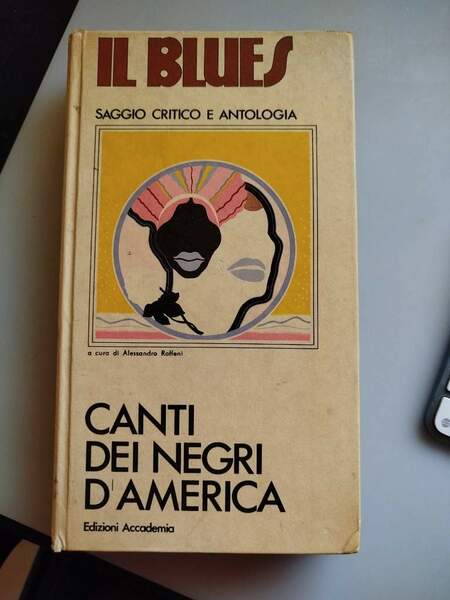 IL BLUES
SAGGIO CRITICO E ANTOLOGIA
a cura di Alessandro Roffeni
CANTI
DEI NEGRI
D'AMERICA
Edizioni Accademia